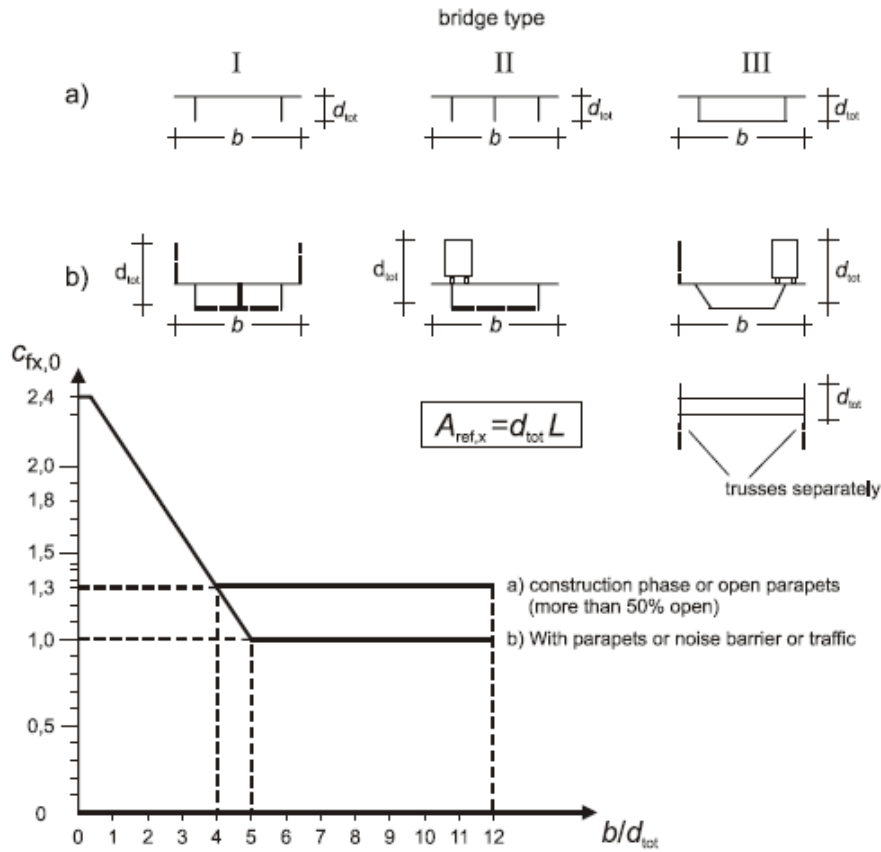 bridge type
I II III
a) d_tot d_tot d_tot
b b b
b) d_tot d_tot d_tot
b b b
c_fx,0
2,4
d_tot
A_ref,x = d_tot L
2,0
trusses separately
1,8
1,5
1,3
a) construction phase or open parapets
(more than 50% open)
1,0
b) With parapets or noise barrier or traffic
0,5
0
0 1 2 3 4 5 6 7 8 9 10 11 12 b/d_tot